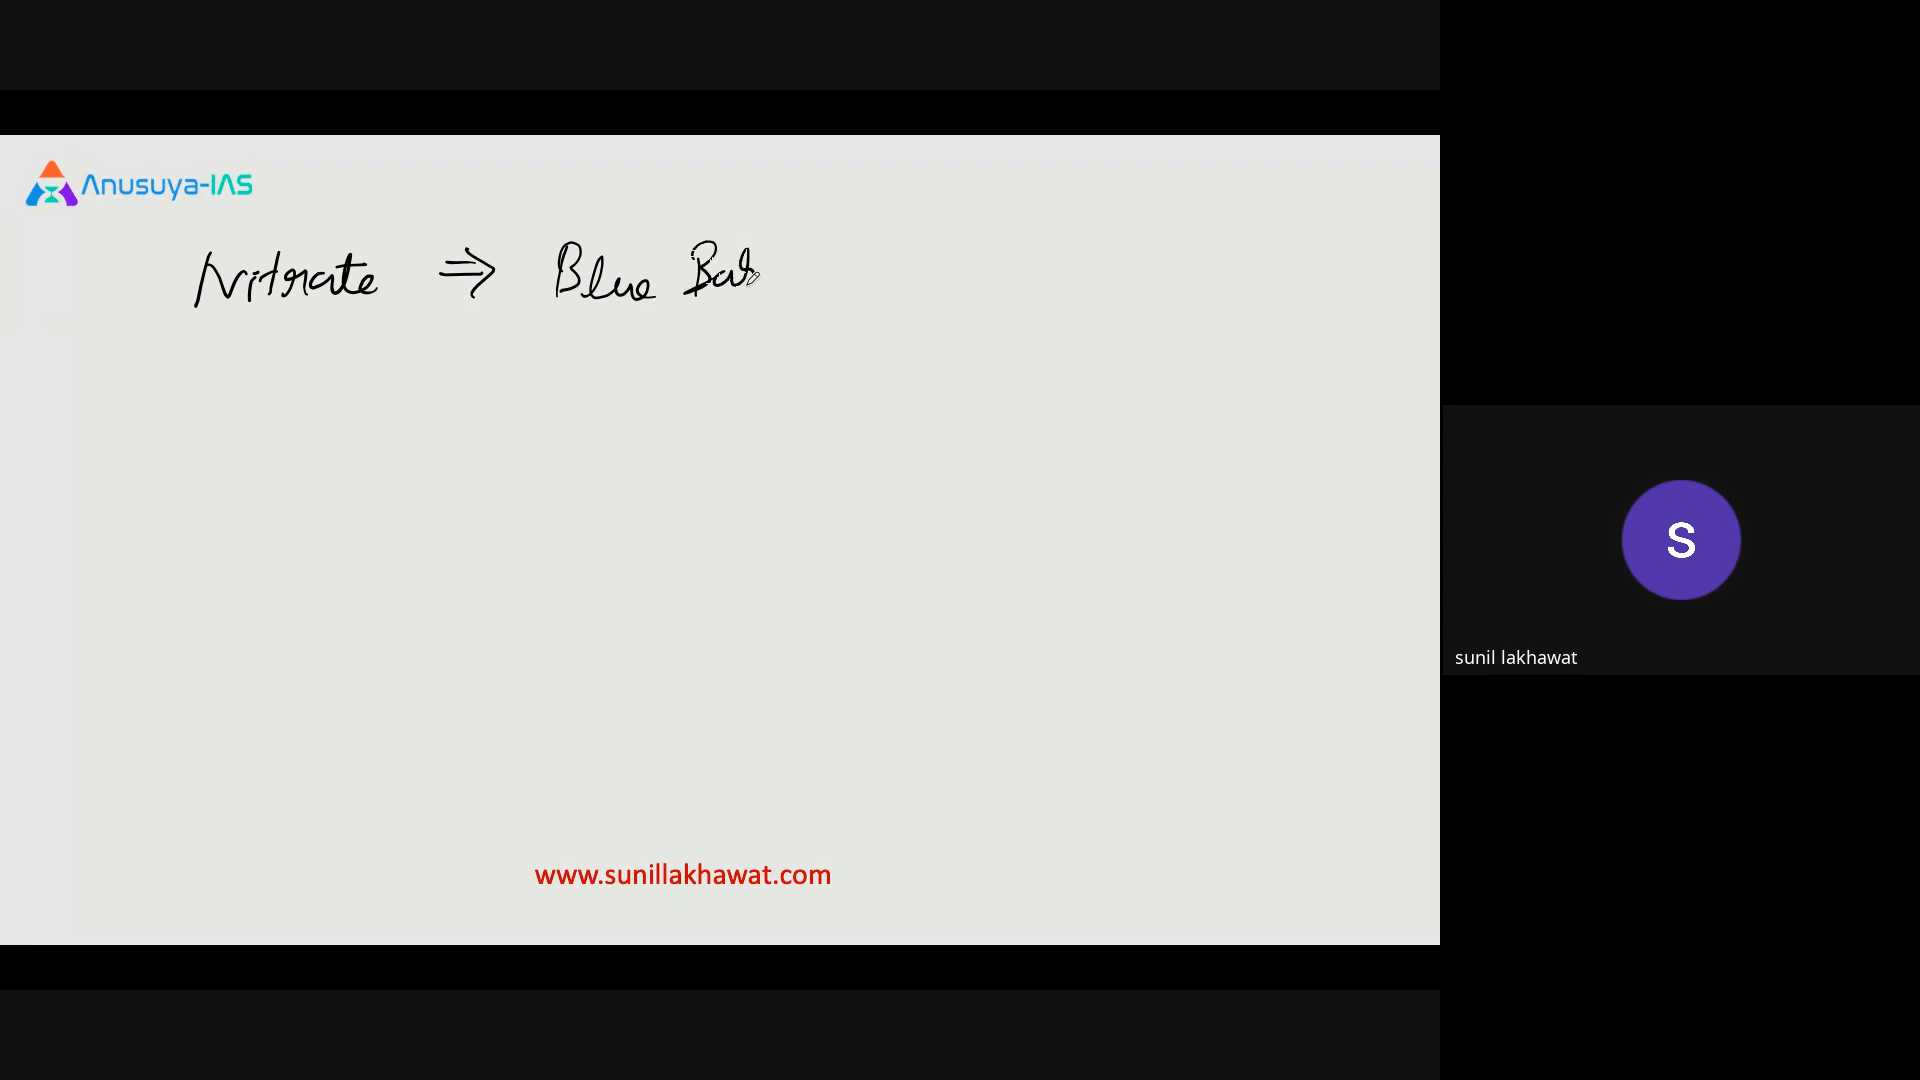 Anusuya-IAS
Nitrate ⇒ Blue Bab
S
sunil lakhawat
www.sunillakhawat.com